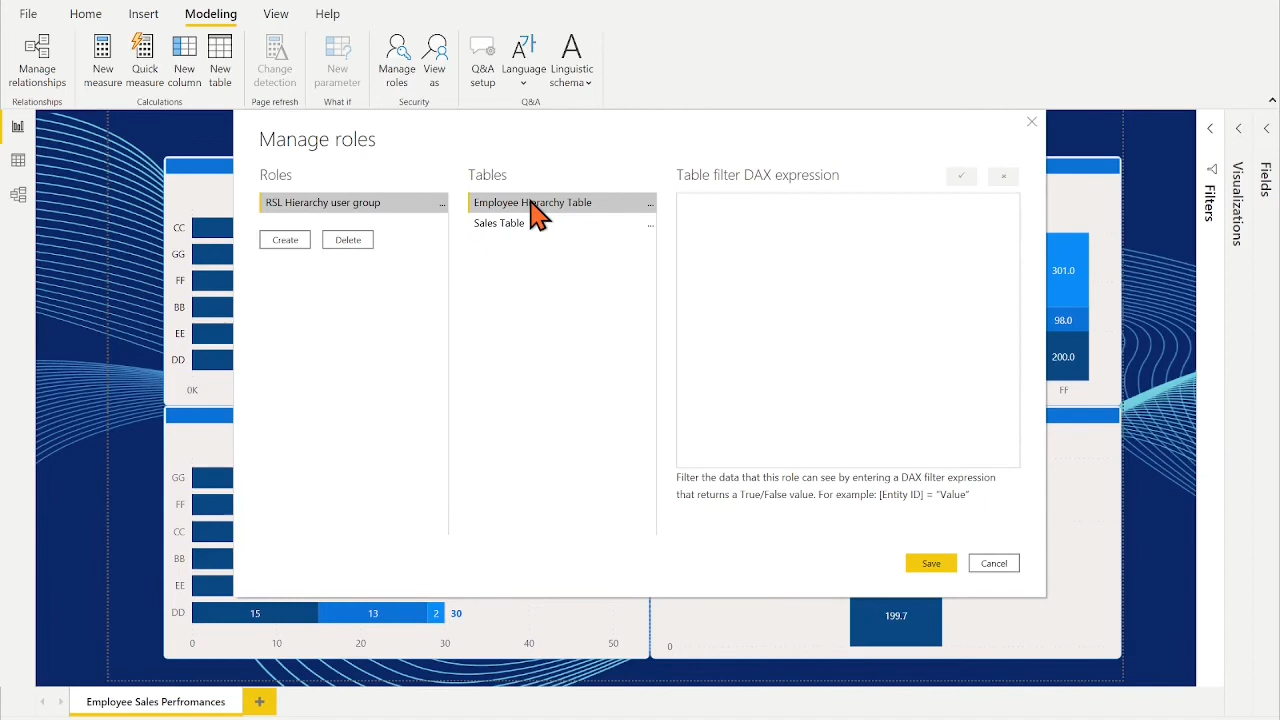 File Home Insert Modeling View Help
Manage relationships
New measure
Quick measure
New column
New table
Change detection
New parameter
Manage roles
View as
Q&A setup
Language
Linguistic schema
Relationships Calculations Page refresh What if Security Q&A
Manage roles
Roles
RSL Hierarchy user group ...
Create Delete
Tables
Employee Hierarchy Table ...
Sales Table ...
Table filter DAX expression
Filter the data that this role can see by entering a DAX filter expression
that returns a True/False value. For example: [Entity ID] = "Value"
Save Cancel
CC
GG
FF
BB
EE
DD
0K
301.0
98.0
200.0
FF
GG
FF
CC
BB
EE
DD 15 13 2 30
0 10 20 30 40 50
199.7
0
Filters
Visualizations
Fields
Employee Sales Perfromances